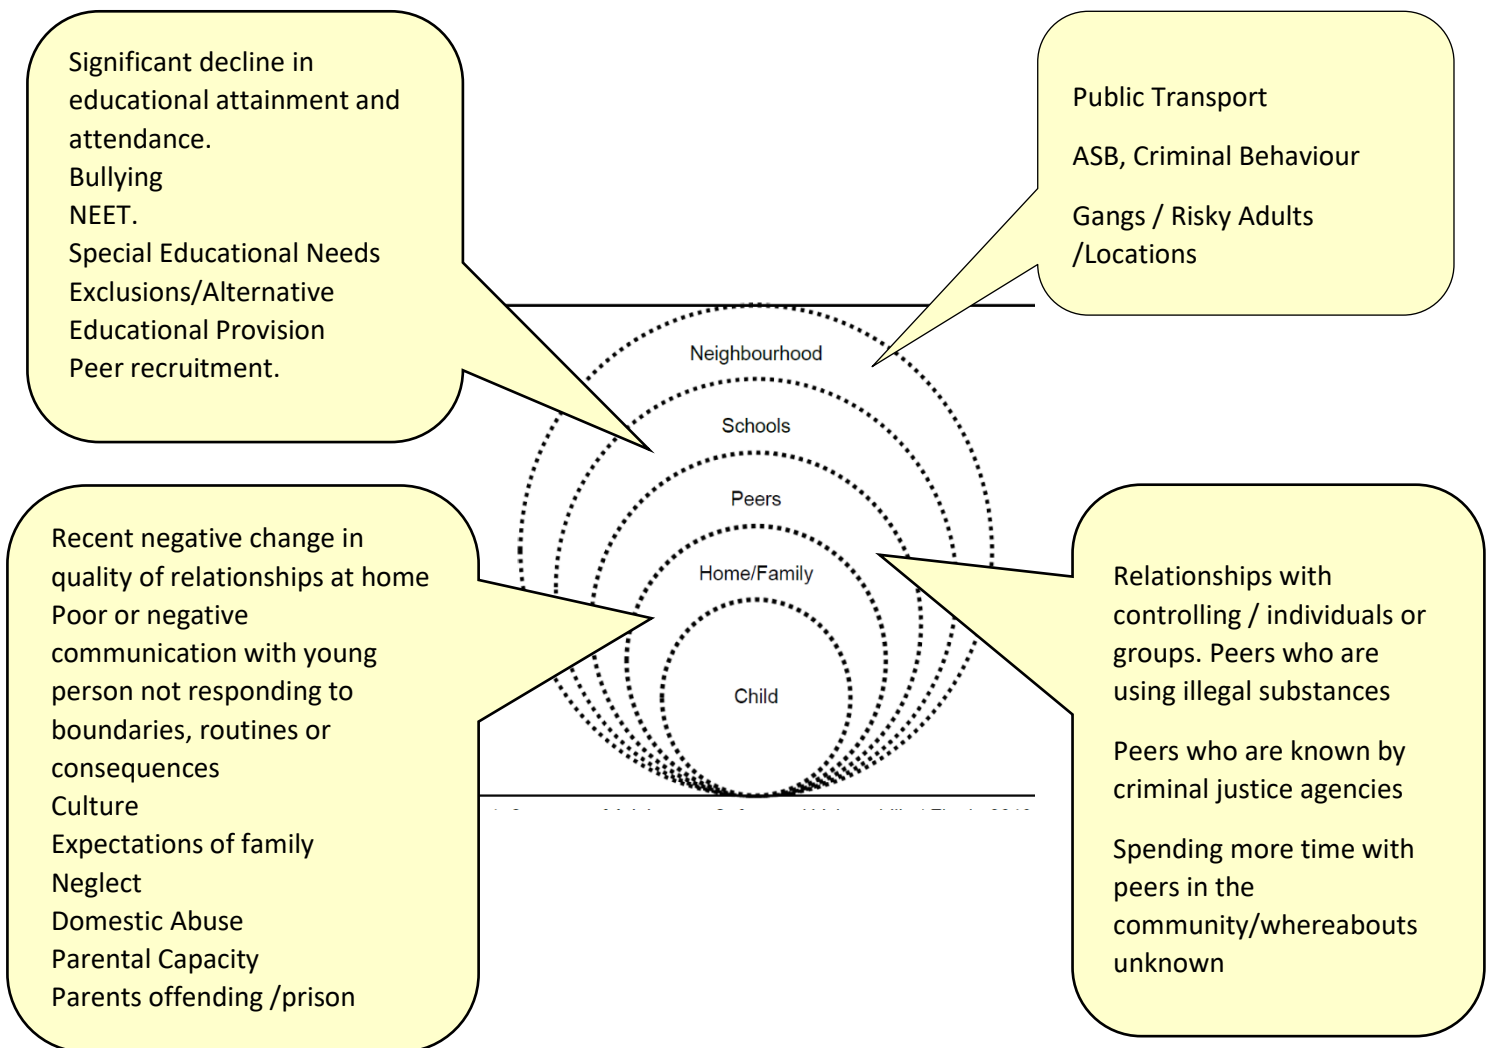 Significant decline in
educational attainment and
attendance.
Bullying
NEET.
Special Educational Needs
Exclusions/Alternative
Educational Provision
Peer recruitment.
Public Transport
ASB, Criminal Behaviour
Gangs / Risky Adults
/Locations
Neighbourhood
Schools
Peers
Home/Family
Child
Recent negative change in
quality of relationships at home
Poor or negative
communication with young
person not responding to
boundaries, routines or
consequences
Culture
Expectations of family
Neglect
Domestic Abuse
Parental Capacity
Parents offending /prison
Relationships with
controlling / individuals or
groups. Peers who are
using illegal substances
Peers who are known by
criminal justice agencies
Spending more time with
peers in the
community/whereabouts
unknown